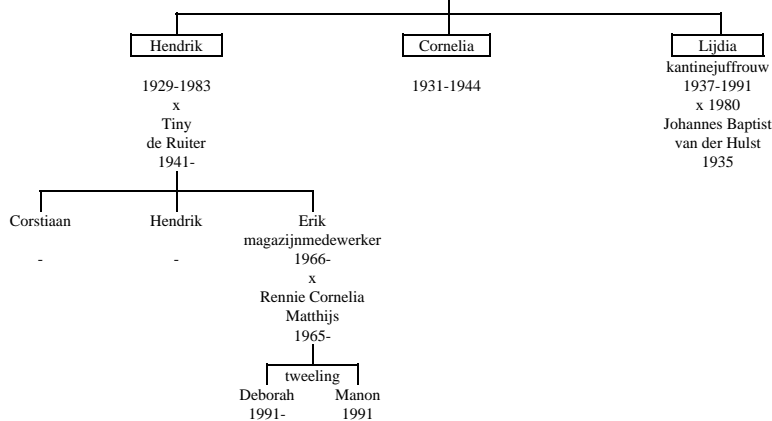 Hendrik
1929-1983
x
Tiny
de Ruiter
1941-
Cornelia
1931-1944
Lijdia
kantinejuffrouw
1937-1991
x 1980
Johannes Baptist
van der Hulst
1935
Corstiaan
-
Hendrik
-
Erik
magazijnmedewerker
1966-
x
Rennie Cornelia
Matthijs
1965-
tweeling
Deborah
1991-
Manon
1991